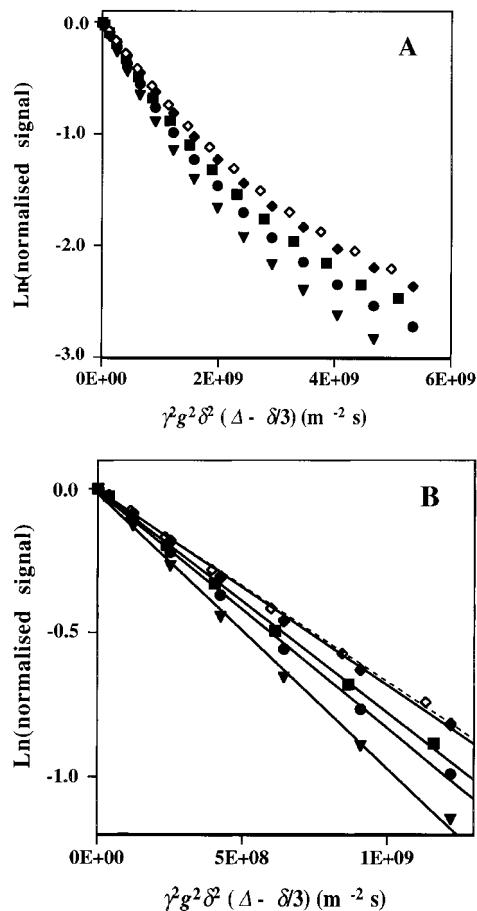 A
0.0
-1.0
-2.0
-3.0
Ln(normalised signal)
0E+00 2E+09 4E+09 6E+09
γ²g²δ² (Δ - δ/3) (m⁻² s)
B
0.0
-0.5
-1.0
Ln(normalised signal)
0E+00 5E+08 1E+09
γ²g²δ² (Δ - δ/3) (m⁻² s)